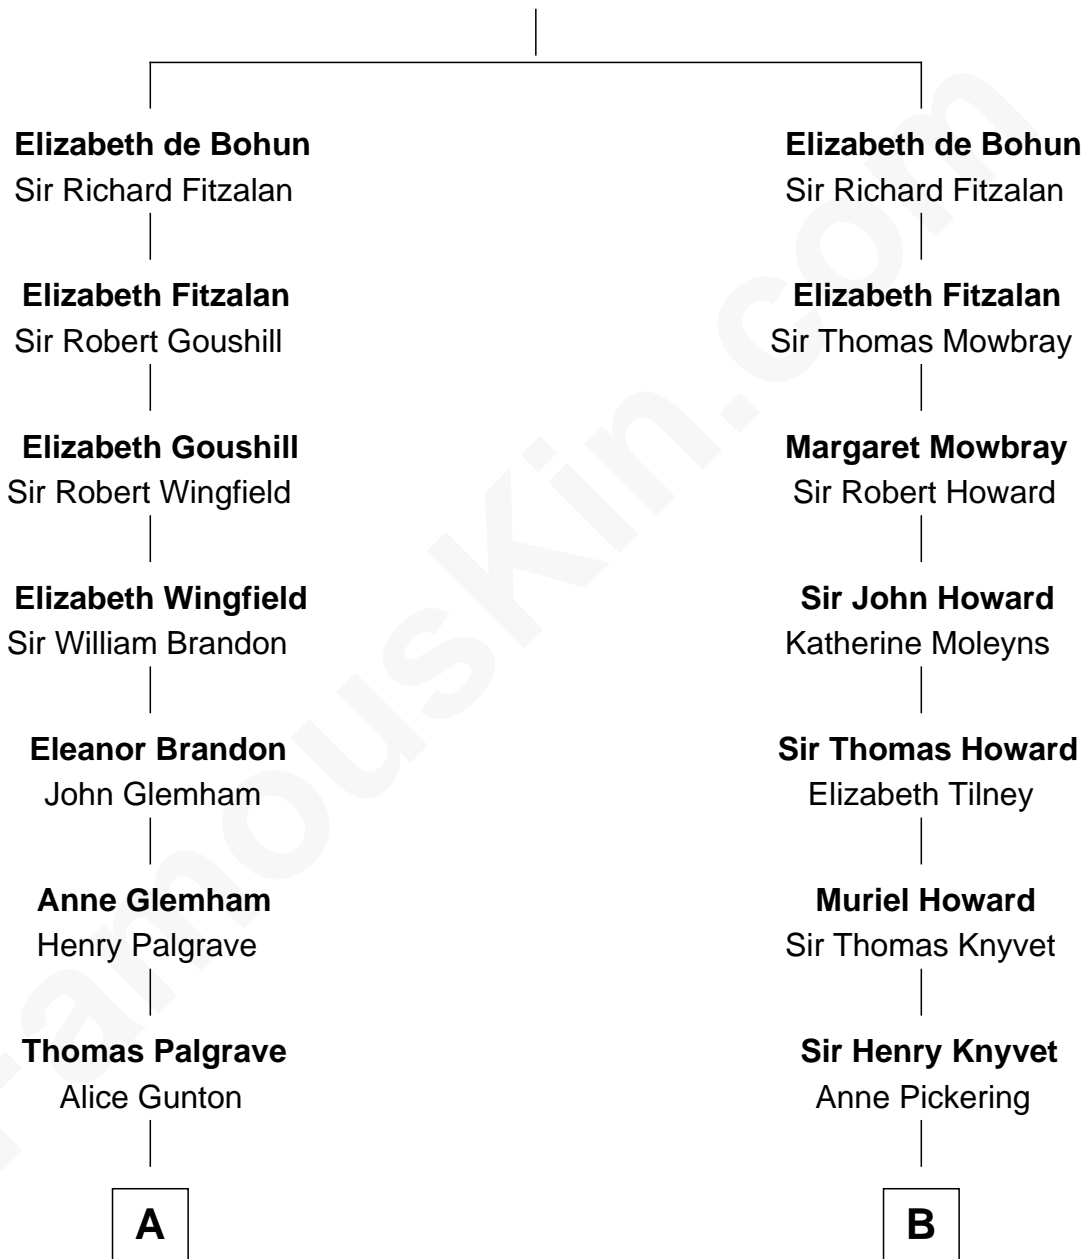 Elizabeth de Bohun
Sir Richard Fitzalan
Elizabeth Fitzalan
Sir Robert Goushill
Elizabeth Goushill
Sir Robert Wingfield
Elizabeth Wingfield
Sir William Brandon
Eleanor Brandon
John Glemham
Anne Glemham
Henry Palgrave
Thomas Palgrave
Alice Gunton
A
Elizabeth de Bohun
Sir Richard Fitzalan
Elizabeth Fitzalan
Sir Thomas Mowbray
Margaret Mowbray
Sir Robert Howard
Sir John Howard
Katherine Moleyns
Sir Thomas Howard
Elizabeth Tilney
Muriel Howard
Sir Thomas Knyvet
Sir Henry Knyvet
Anne Pickering
B
FamousKin.com